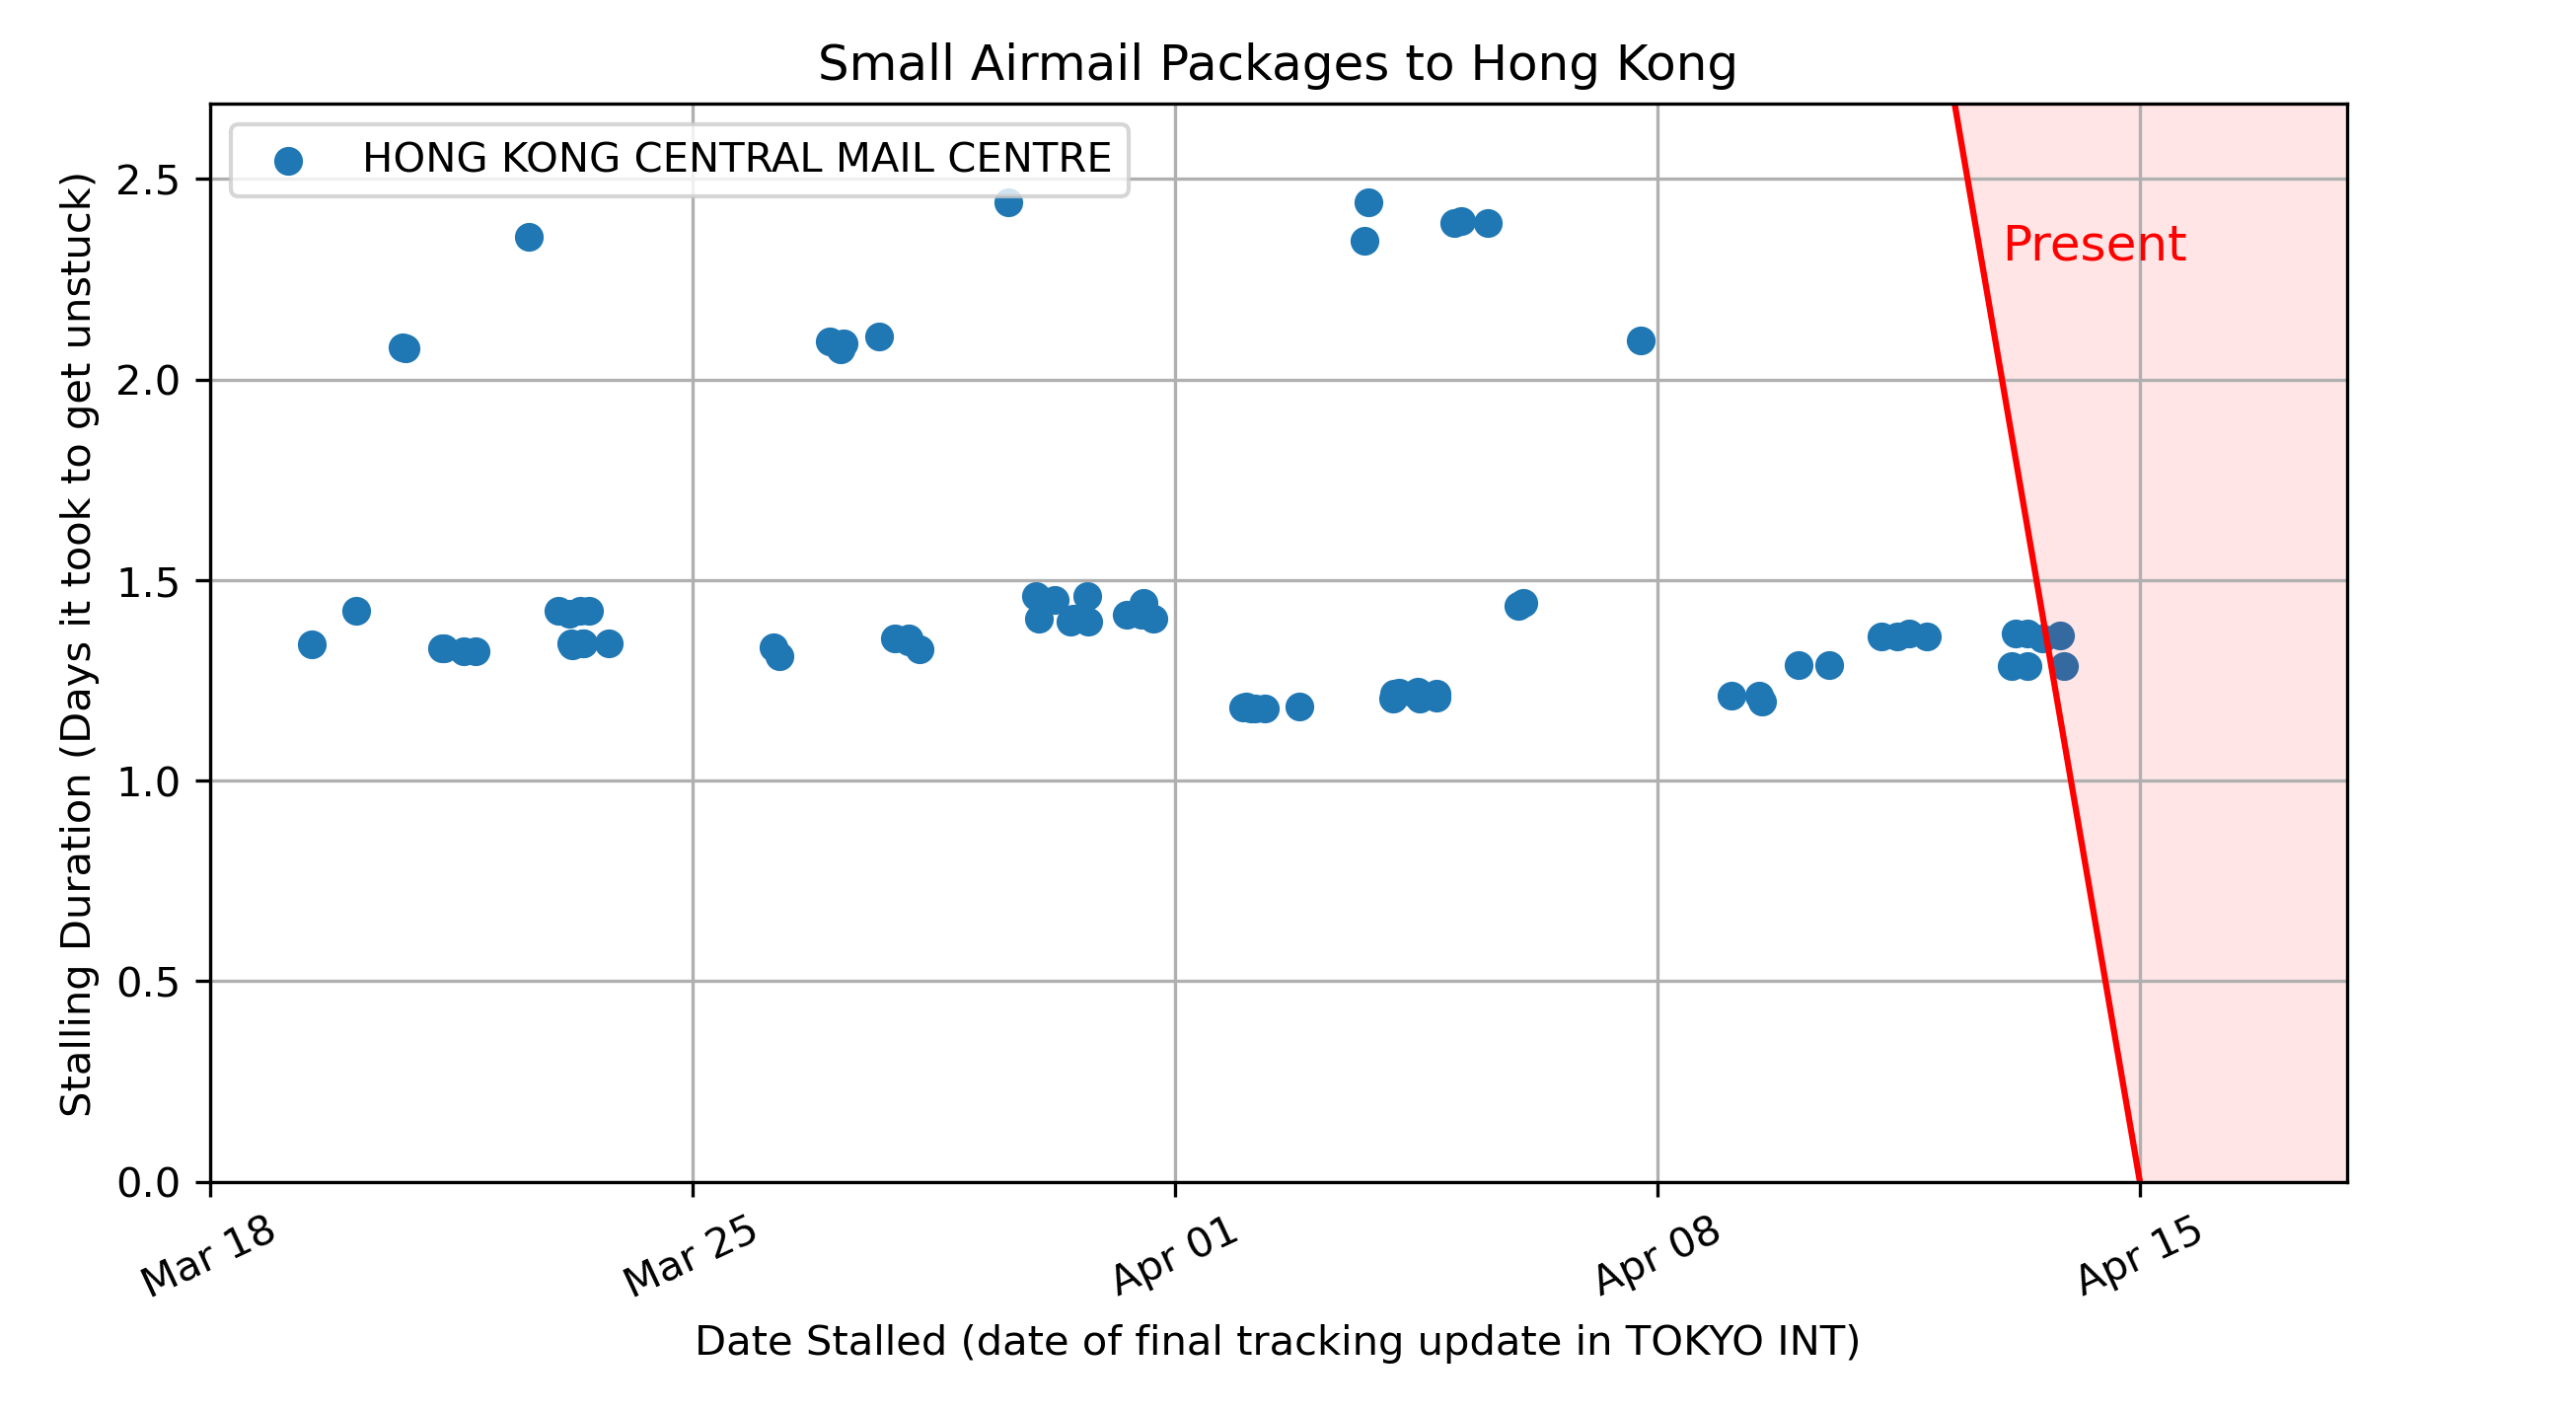 Small Airmail Packages to Hong Kong
HONG KONG CENTRAL MAIL CENTRE
Present
Stalling Duration (Days it took to get unstuck)
2.5
2.0
1.5
1.0
0.5
0.0
Mar 18
Mar 25
Apr 01
Apr 08
Apr 15
Date Stalled (date of final tracking update in TOKYO INT)